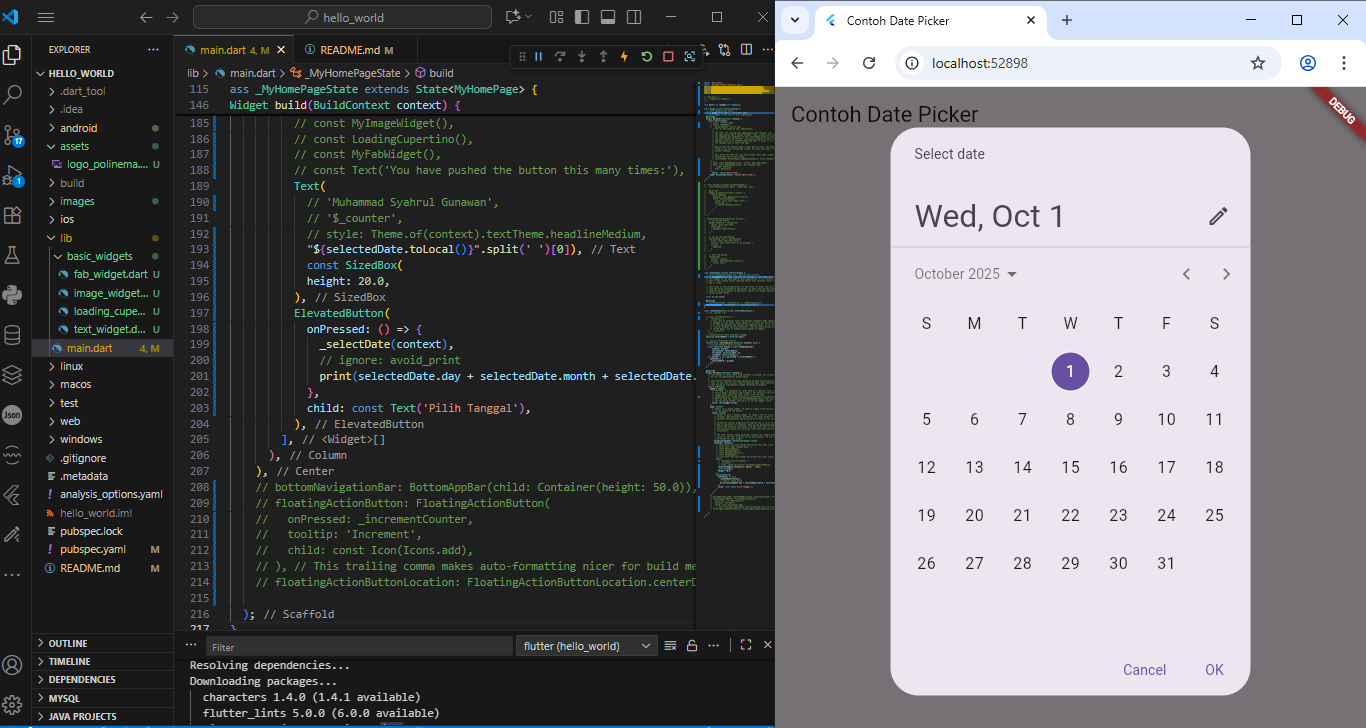 hello_world
EXPLORER
HELLO_WORLD
.dart_tool
.idea
android
assets
logo_polinema.... U
build
images
ios
lib
basic_widgets
fab_widget.dart U
image_widget... U
loading_cupe... U
text_widget.d... U
main.dart 4, M
linux
macos
test
web
windows
.gitignore
.metadata
analysis_options.yaml
hello_world.iml
pubspec.lock
pubspec.yaml M
README.md M
OUTLINE
TIMELINE
DEPENDENCIES
MYSQL
JAVA PROJECTS
17
1
Json
main.dart 4, M
README.md M
lib > main.dart > _MyHomePageState > build
115 ass _MyHomePageState extends State<MyHomePage> {
146 Widget build(BuildContext context) {
185 // const MyImageWidget(),
186 // const LoadingCupertino(),
187 // const MyFabWidget(),
188 // const Text('You have pushed the button this many times:'),
189 Text(
190 // 'Muhammad Syahrul Gunawan',
191 // '$_counter',
192 // style: Theme.of(context).textTheme.headlineMedium,
193 "${selectedDate.toLocal()}".split(' ')[0]), // Text
194 const SizedBox(
195 height: 20.0,
196 ), // SizedBox
197 ElevatedButton(
198 onPressed: () => {
199 _selectDate(context),
200 // ignore: avoid_print
201 print(selectedDate.day + selectedDate.month + selectedDate.
202 },
203 child: const Text('Pilih Tanggal'),
204 ), // ElevatedButton
205 ], // <Widget>[]
206 ), // Column
207 ), // Center
208 // bottomNavigationBar: BottomAppBar(child: Container(height: 50.0)),
209 // floatingActionButton: FloatingActionButton(
210 //   onPressed: _incrementCounter,
211 //   tooltip: 'Increment',
212 //   child: const Icon(Icons.add),
213 // ), // This trailing comma makes auto-formatting nicer for build me
214 // floatingActionButtonLocation: FloatingActionButtonLocation.centerD
215
216 ); // Scaffold
217 }
Filter
flutter (hello_world)
Resolving dependencies...
Downloading packages...
characters 1.4.0 (1.4.1 available)
flutter_lints 5.0.0 (6.0.0 available)
Contoh Date Picker
localhost:52898
Contoh Date Picker
DEBUG
Select date
Wed, Oct 1
October 2025
S M T W T F S
1 2 3 4
5 6 7 8 9 10 11
12 13 14 15 16 17 18
19 20 21 22 23 24 25
26 27 28 29 30 31
Cancel OK